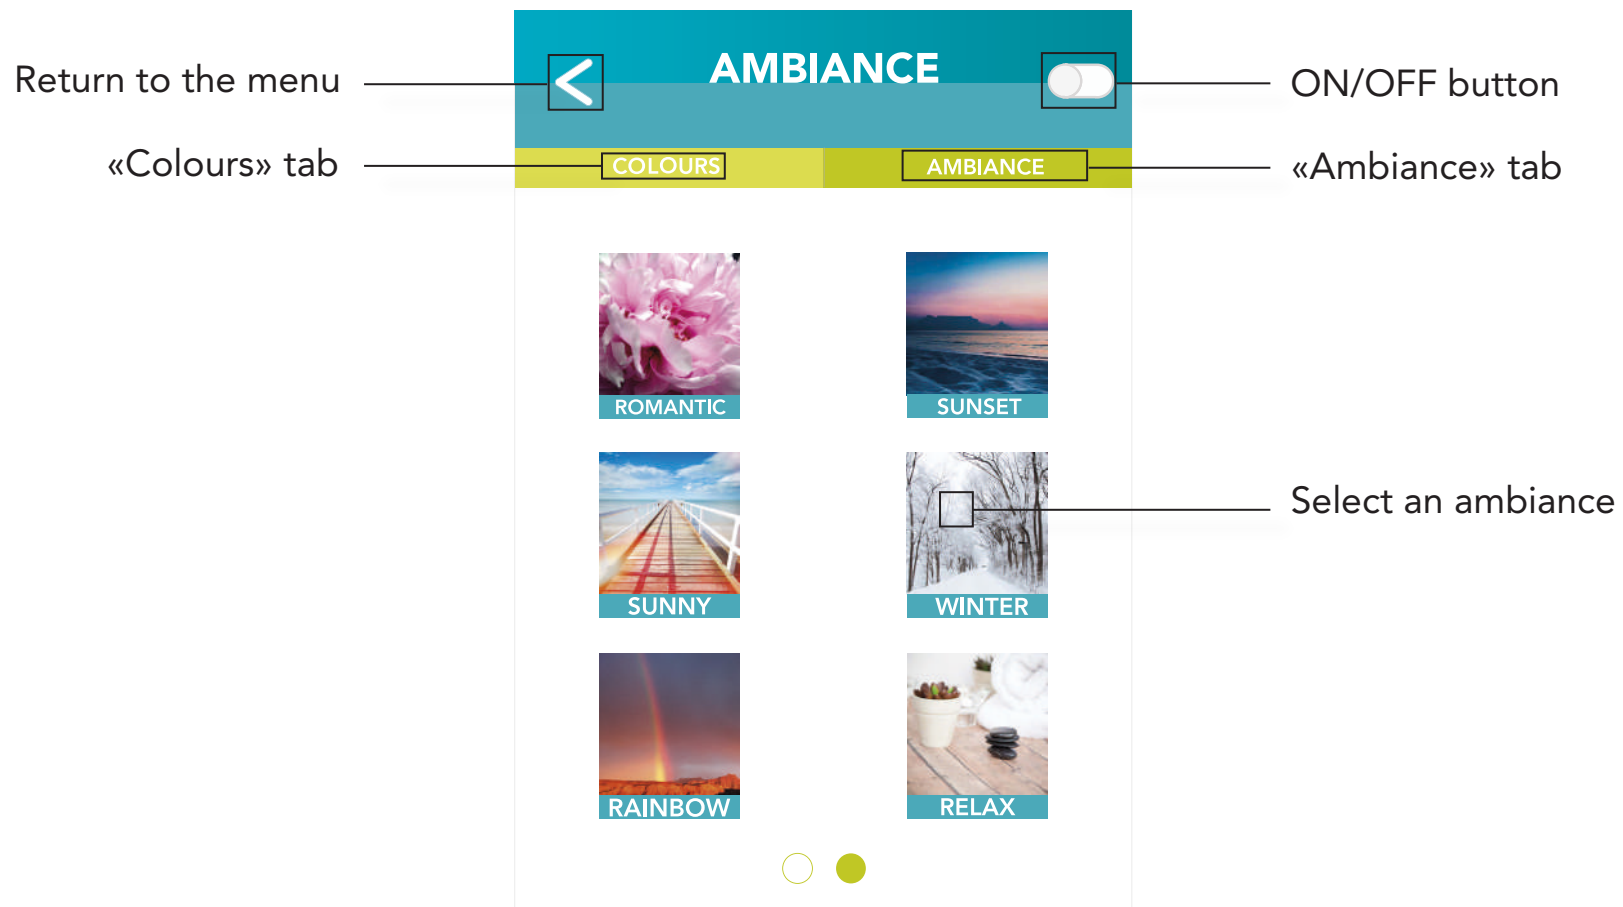 AMBIANCE
Return to the menu
ON/OFF button
«Colours» tab
COLOURS
AMBIANCE
«Ambiance» tab
ROMANTIC
SUNSET
Select an ambiance
SUNNY
WINTER
RAINBOW
RELAX